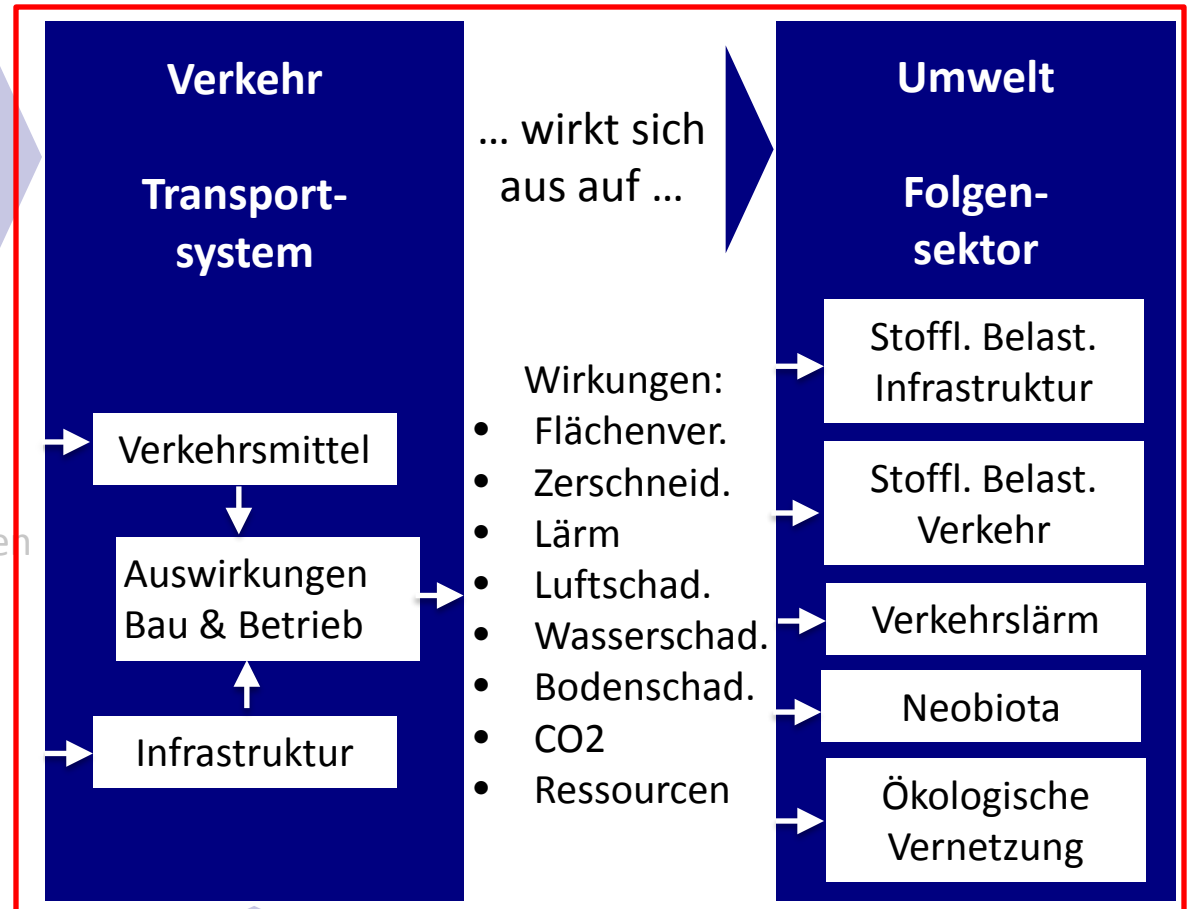 Verkehr
Transport-
system
… wirkt sich
aus auf …
Umwelt
Folgen-
sektor
Verkehrsmittel
Auswirkungen
Bau & Betrieb
Infrastruktur
Wirkungen:
• Flächenver.
• Zerschneid.
• Lärm
• Luftschad.
• Wasserschad.
• Bodenschad.
• CO2
• Ressourcen
Stoffl. Belast.
Infrastruktur
Stoffl. Belast.
Verkehr
Verkehrslärm
Neobiota
Ökologische
Vernetzung